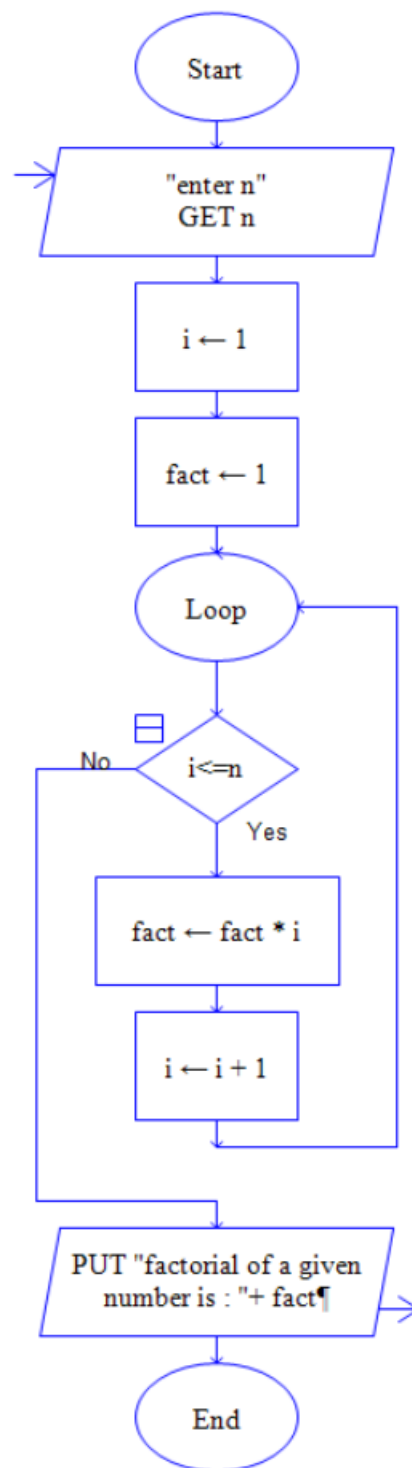 Start
"enter n"
GET n
i ← 1
fact ← 1
Loop
i<=n
No
Yes
fact ← fact * i
i ← i + 1
PUT "factorial of a given
number is : "+ fact¶
End